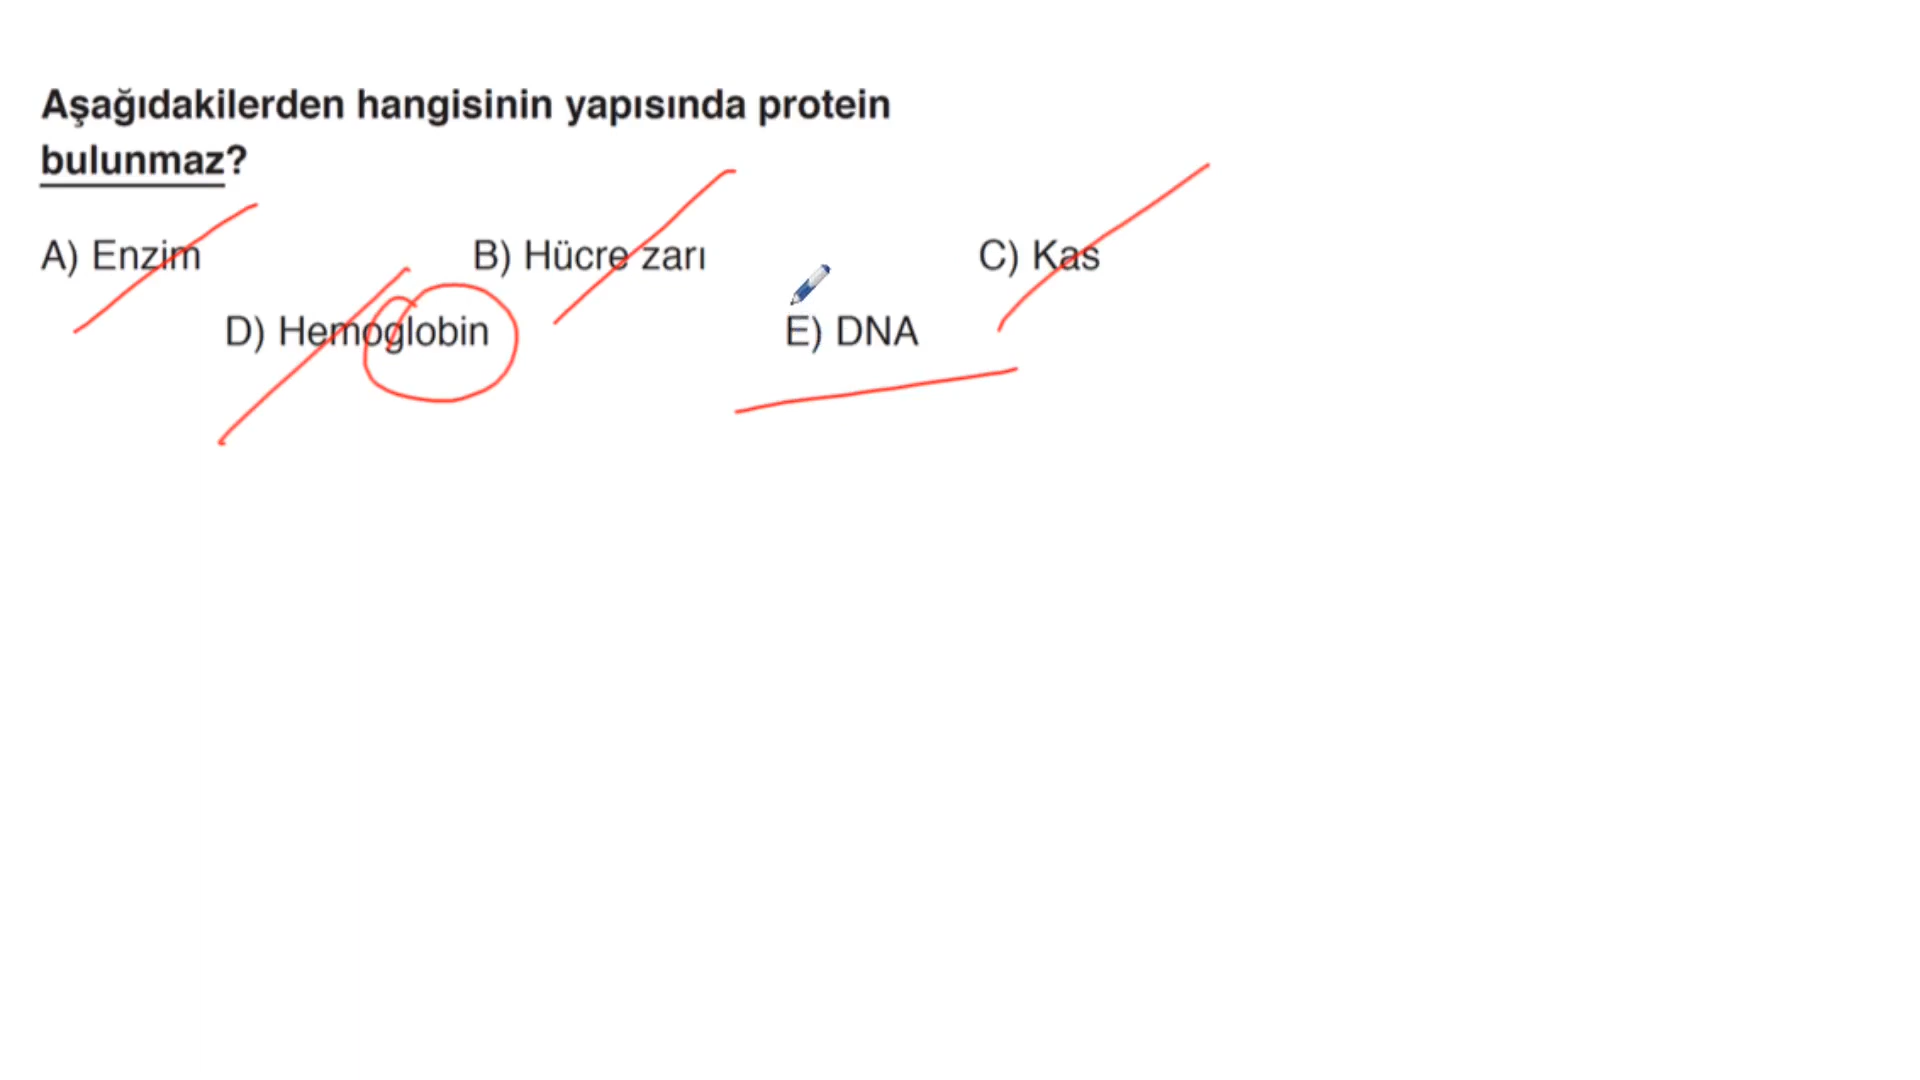 Aşağıdakilerden hangisinin yapısında protein
bulunmaz?
A) Enzim B) Hücre zarı C) Kas
D) Hemoglobin E) DNA